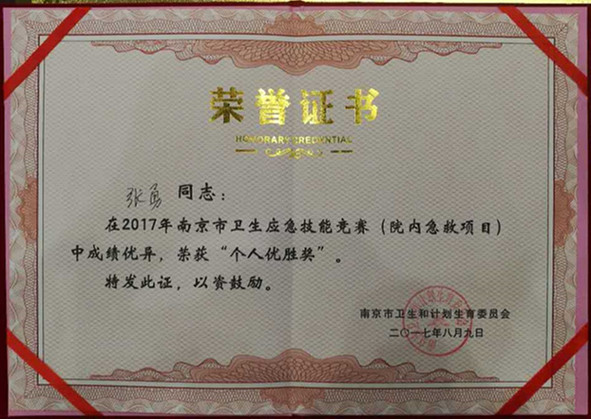 荣誉证书
HONORARY CREDENTIAL
张勇 同志：
在2017年南京市卫生应急技能竞赛（院内急救项目）
中成绩优异，荣获“个人优胜奖”。
特发此证，以资鼓励。
南京市卫生和计划生育委员会
二〇一七年八月九日